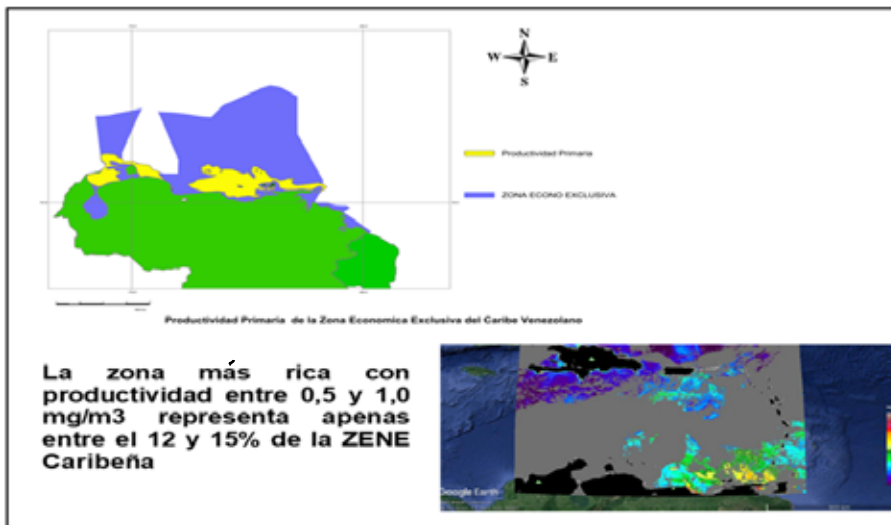 N
W E
S
Productividad Primaria
ZONA ECONO EXCLUSIVA
Productividad Primaria de la Zona Economica Exclusiva del Caribe Venezolano
La zona más rica con
productividad entre 0,5 y 1,0
mg/m3 representa apenas
entre el 12 y 15% de la ZENE
Caribeña
Google Earth